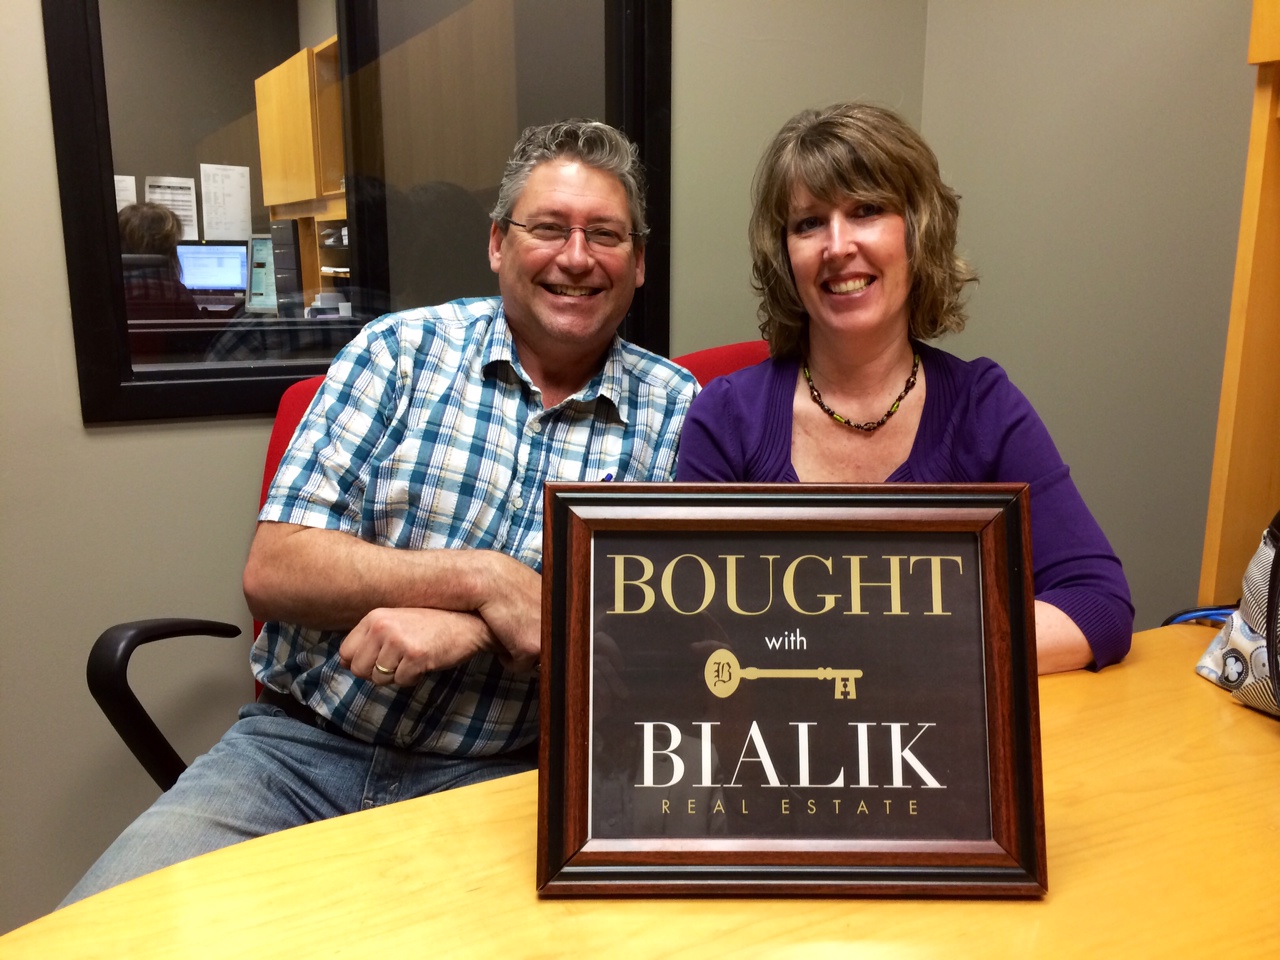 BOUGHT
with
B
BIALIK
REAL ESTATE